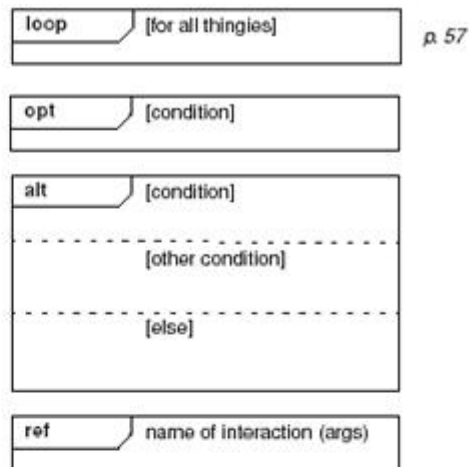 loop [for all thingies] p. 57
opt [condition]
alt [condition]
[other condition]
[else]
ref name of interaction (args)